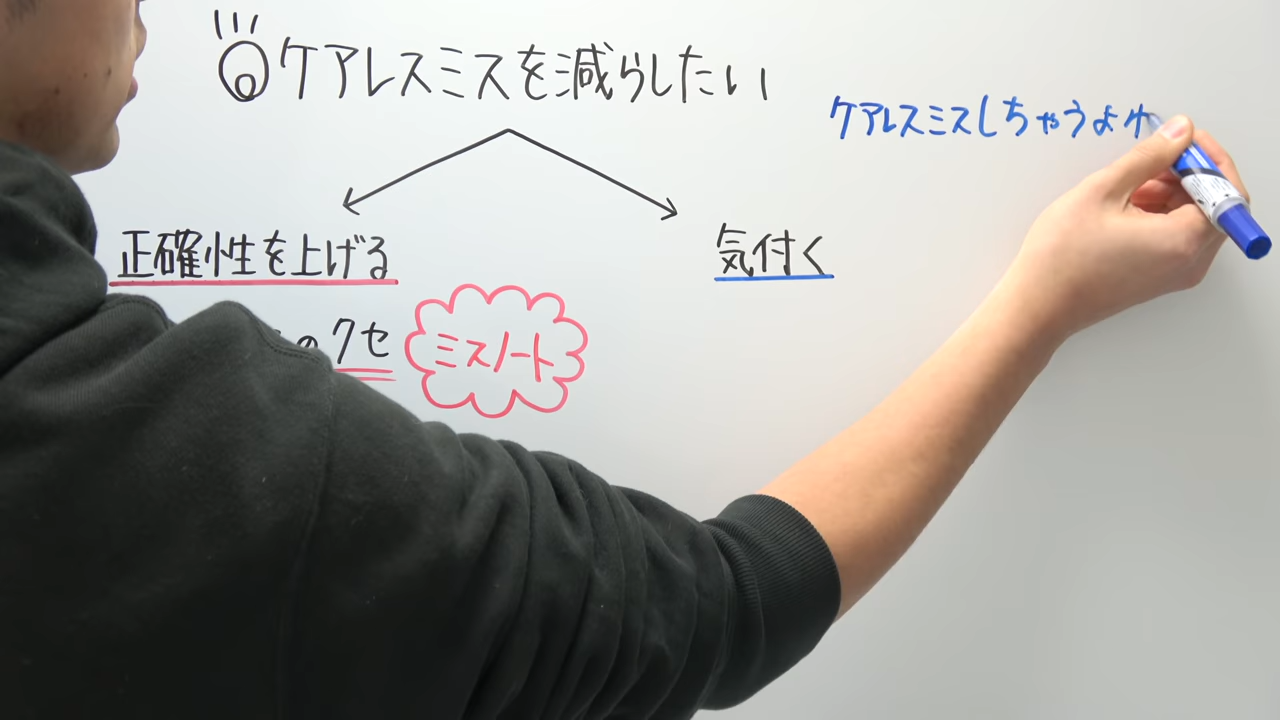 ケアレスミスを減らしたい
ケアレスミスしちゃうよ
正確性を上げる
気付く
のクセ
ミスノート